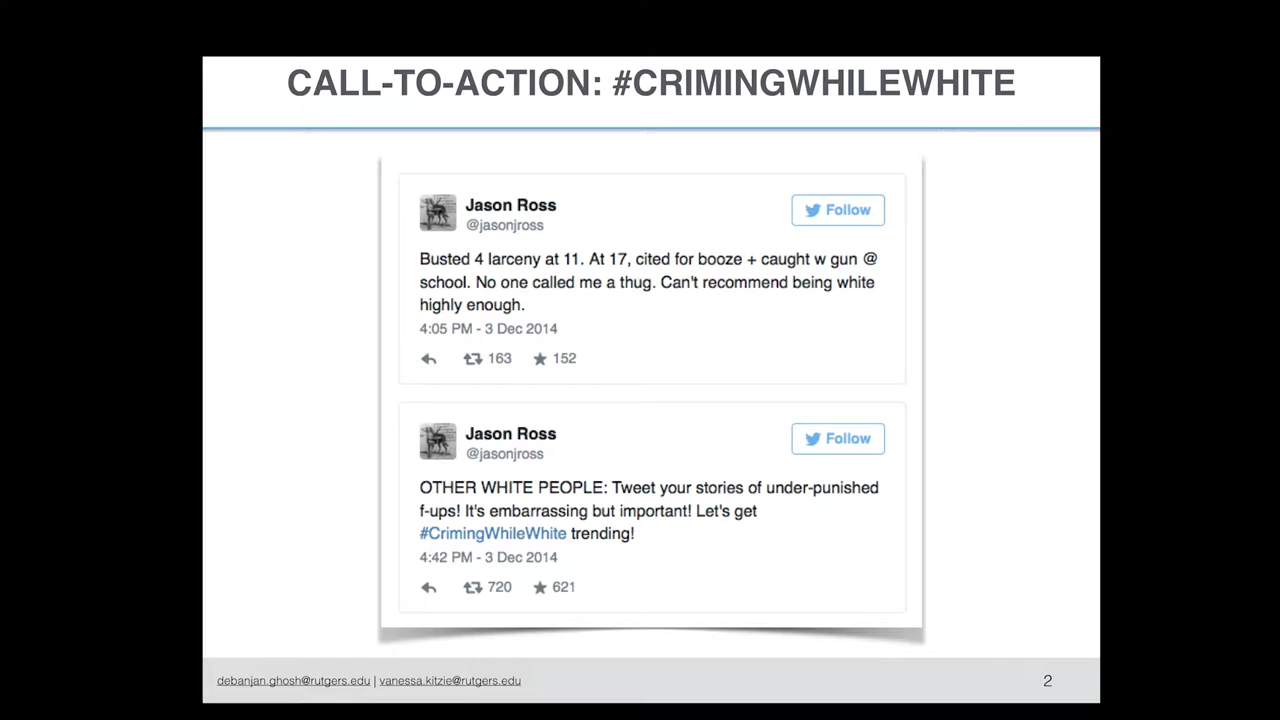 CALL-TO-ACTION: #CRIMINGWHILEWHITE
Jason Ross
@jasonjross
Follow
Busted 4 larceny at 11. At 17, cited for booze + caught w gun @
school. No one called me a thug. Can't recommend being white
highly enough.
4:05 PM - 3 Dec 2014
163 152
Jason Ross
@jasonjross
Follow
OTHER WHITE PEOPLE: Tweet your stories of under-punished
f-ups! It's embarrassing but important! Let's get
#CrimingWhileWhite trending!
4:42 PM - 3 Dec 2014
720 621
debanjan.ghosh@rutgers.edu | vanessa.kitzie@rutgers.edu
2